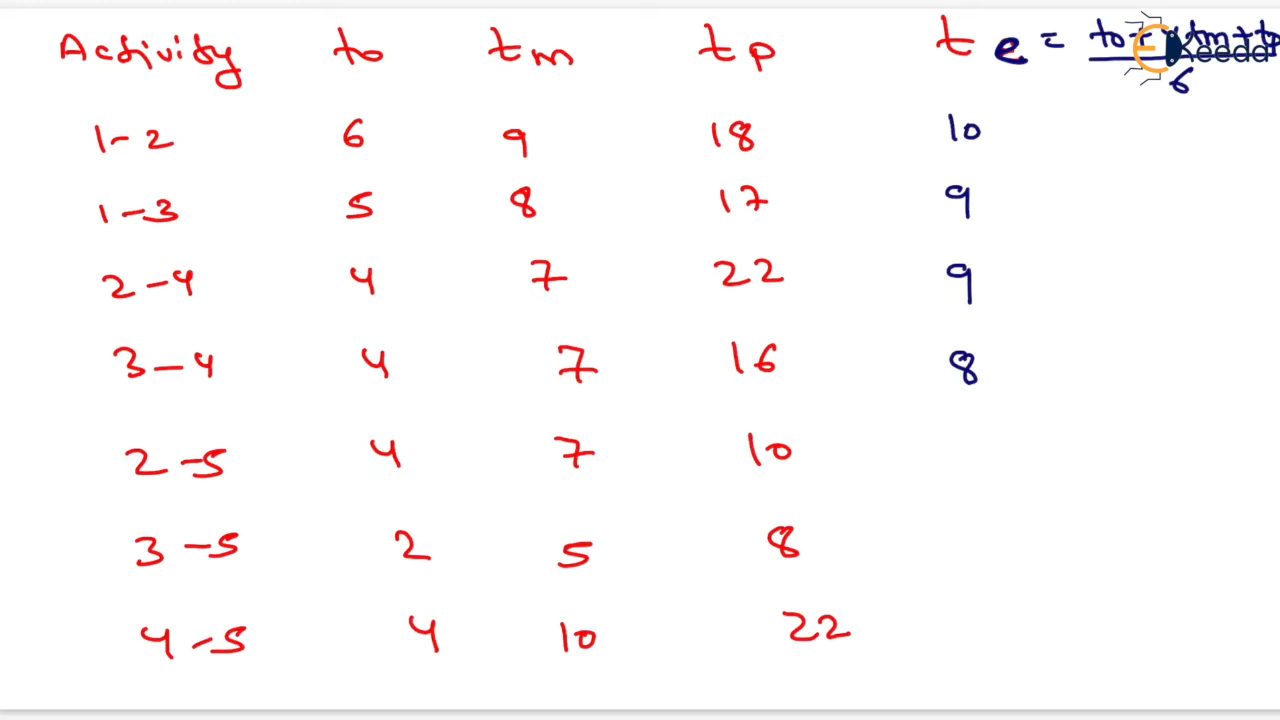 Activity to tm tp te = to + 4tm + tp
6
1-2 6 9 18 10
1-3 5 8 17 9
2-4 4 7 22 9
3-4 4 7 16 8
2-5 4 7 10
3-5 2 5 8
4-5 4 10 22